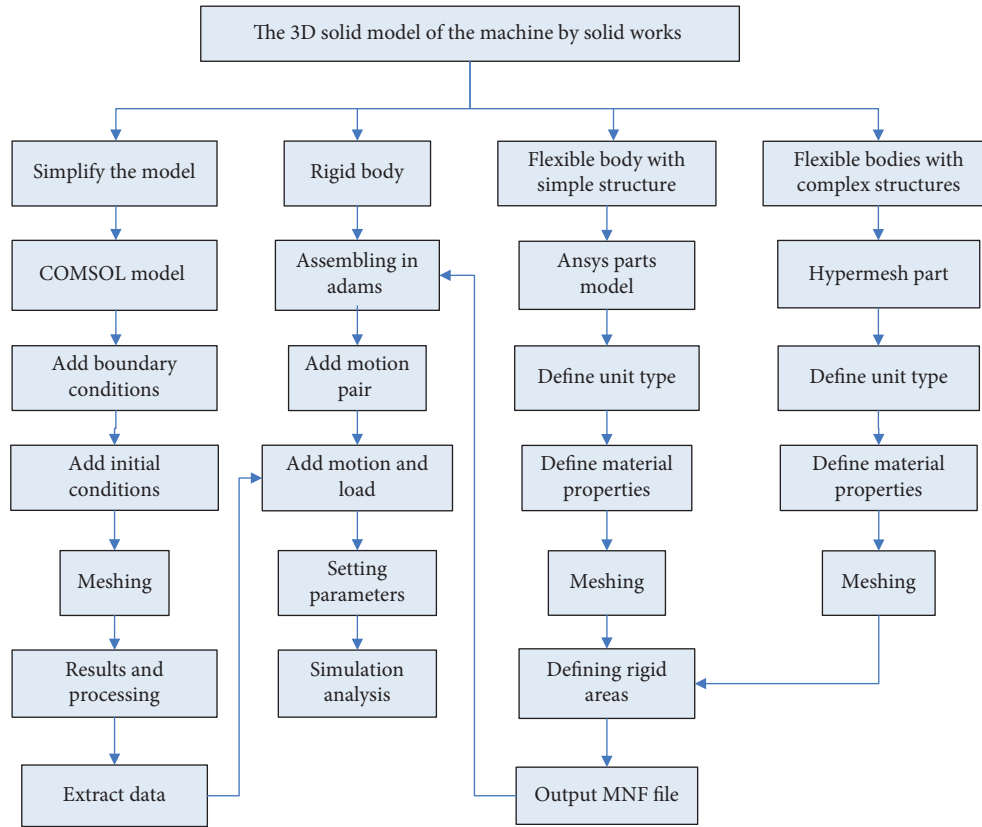 The 3D solid model of the machine by solid works
Simplify the model
COMSOL model
Add boundary
conditions
Add initial
conditions
Meshing
Results and
processing
Extract data
Rigid body
Assembling in
adams
Add motion
pair
Add motion and
load
Setting
parameters
Simulation
analysis
Flexible body with
simple structure
Ansys parts
model
Define unit type
Define material
properties
Meshing
Defining rigid
areas
Output MNF file
Flexible bodies with
complex structures
Hypermesh part
Define unit type
Define material
properties
Meshing